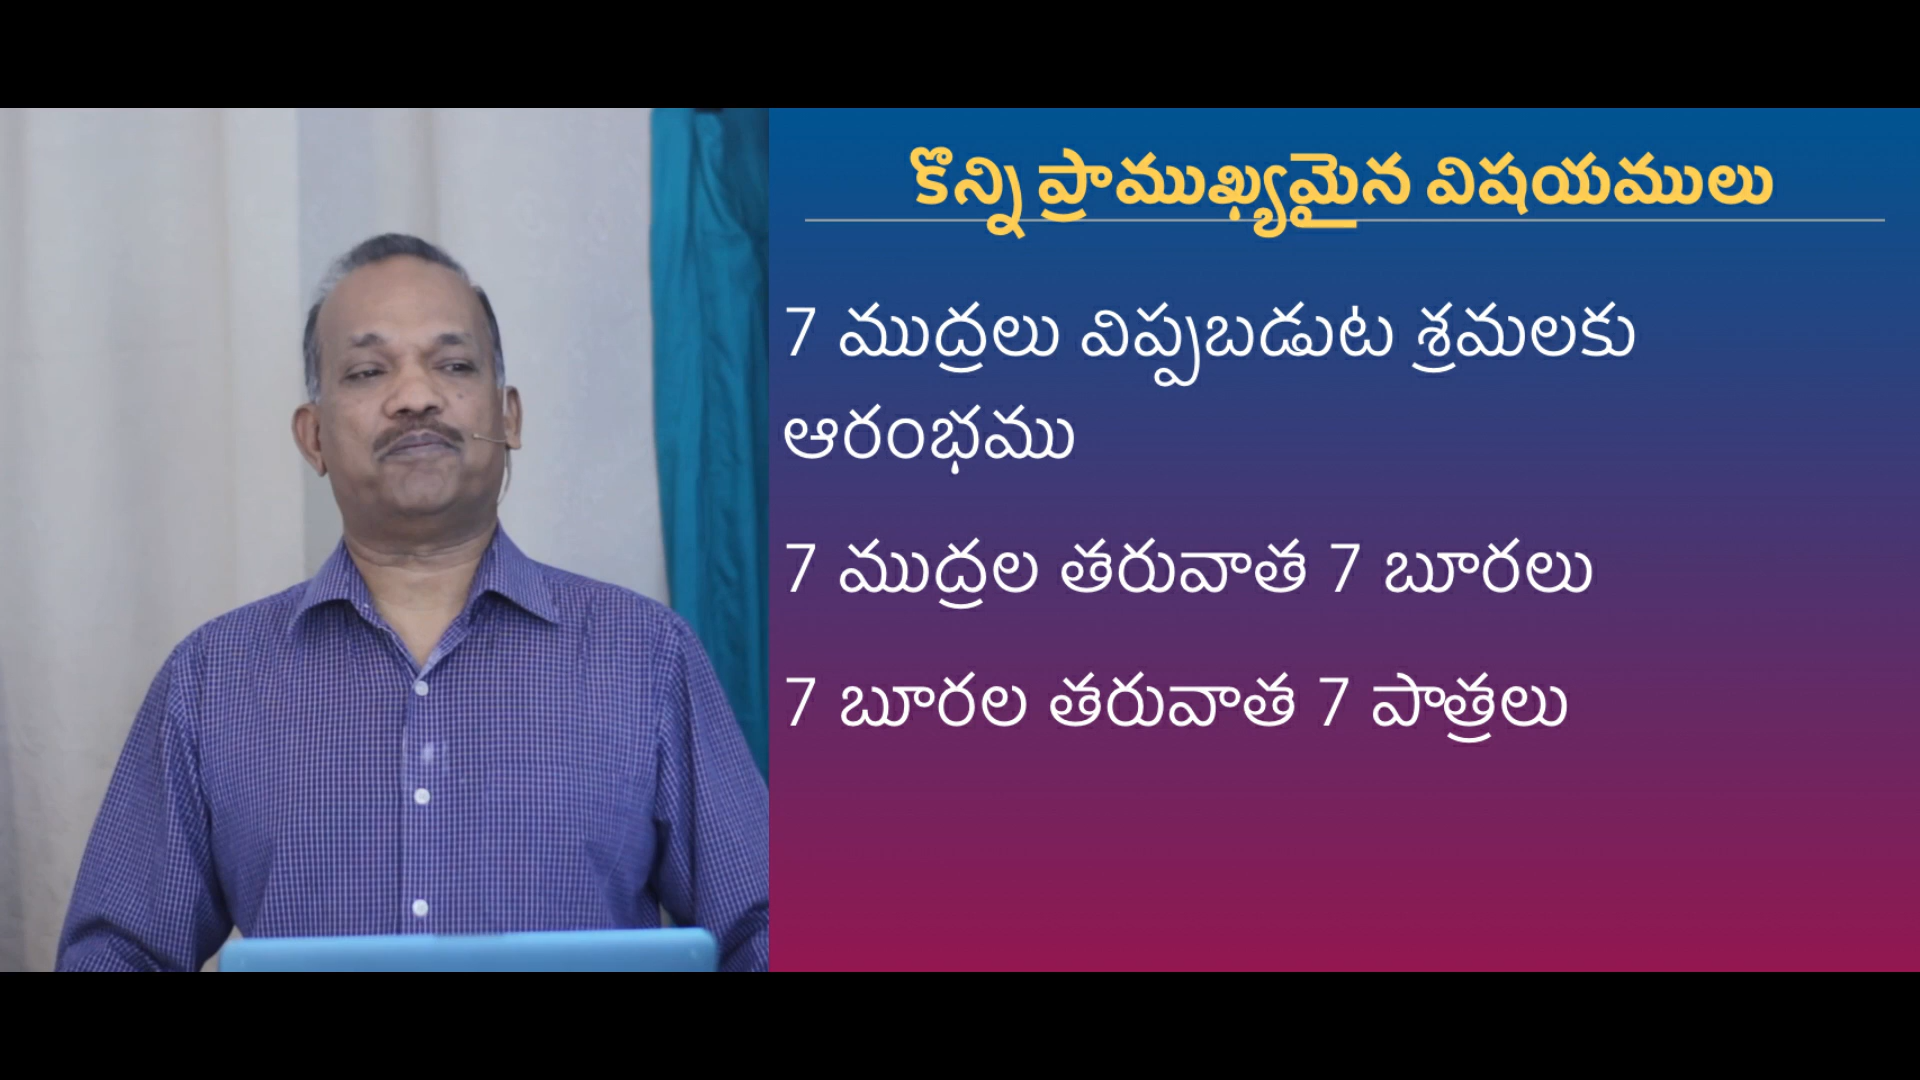 కొన్ని ప్రాముఖ్యమైన విషయములు
7 ముద్రలు విప్పబడుట శ్రమలకు
ఆరంభము
7 ముద్రల తరువాత 7 బూరలు
7 బూరల తరువాత 7 పాత్రలు